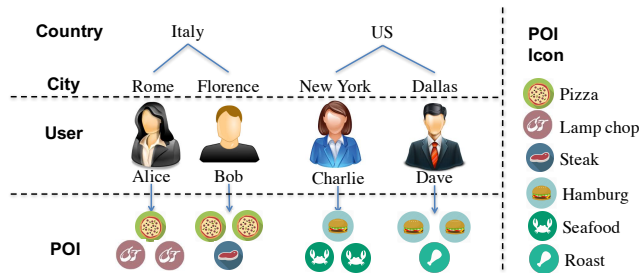 Country
Italy
US
POI
Icon
City
Rome
Florence
New York
Dallas
Pizza
User
Lamp chop
Steak
Alice
Bob
Charlie
Dave
Hamburg
Seafood
POI
Roast